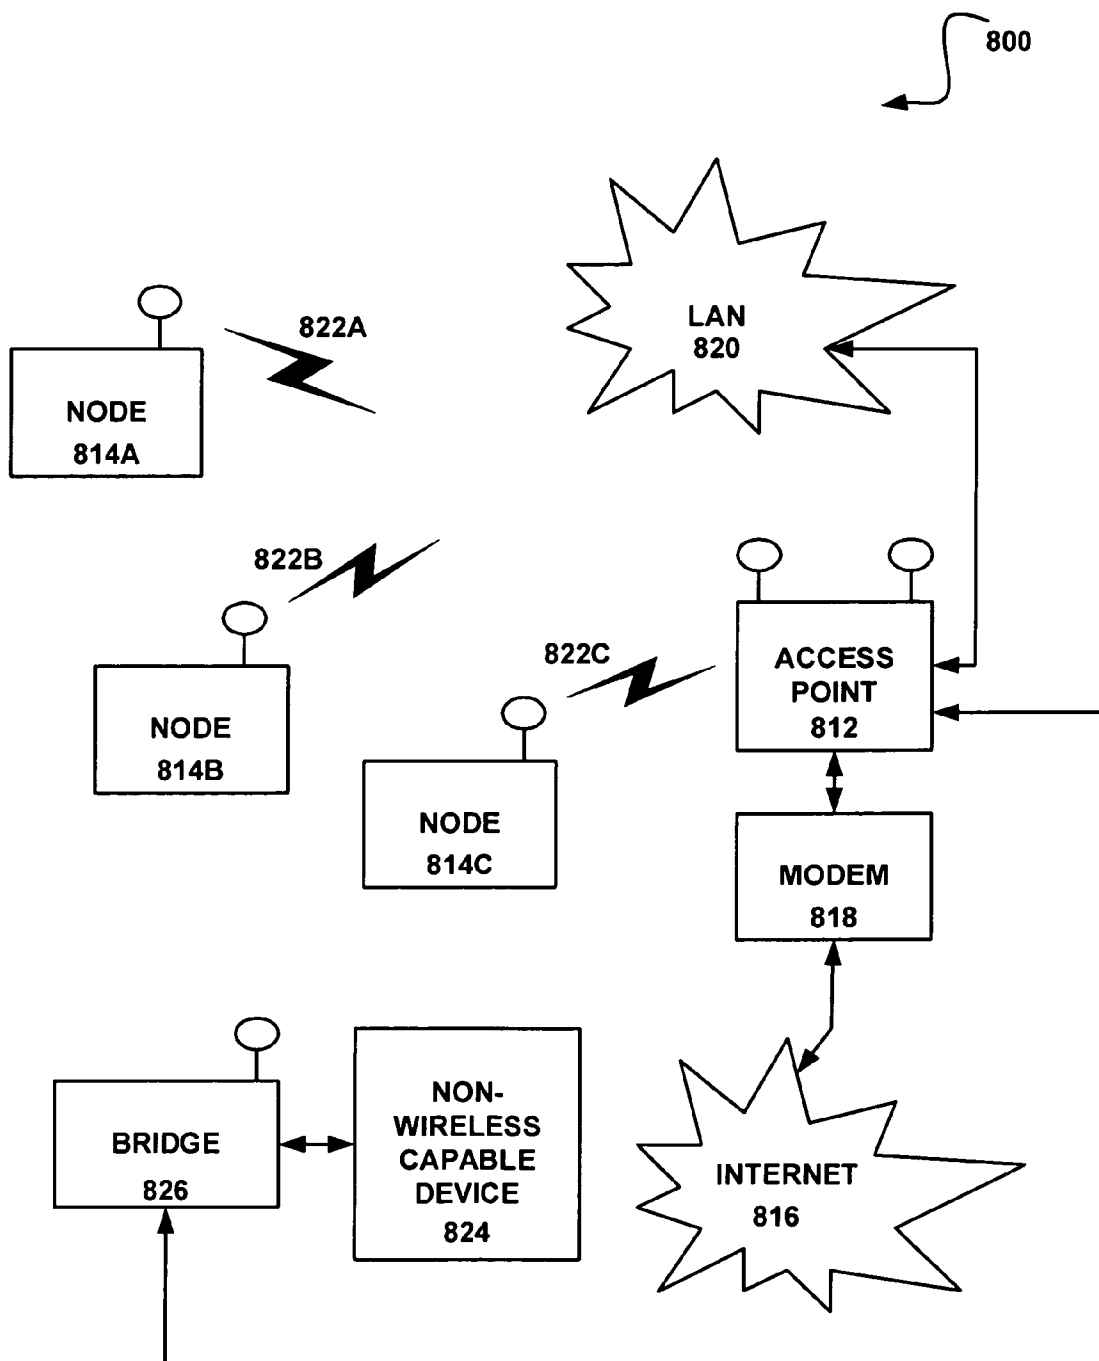 800
LAN
820
822A
NODE
814A
822B
NODE
814B
822C
NODE
814C
ACCESS
POINT
812
MODEM
818
BRIDGE
826
NON-
WIRELESS
CAPABLE
DEVICE
824
INTERNET
816